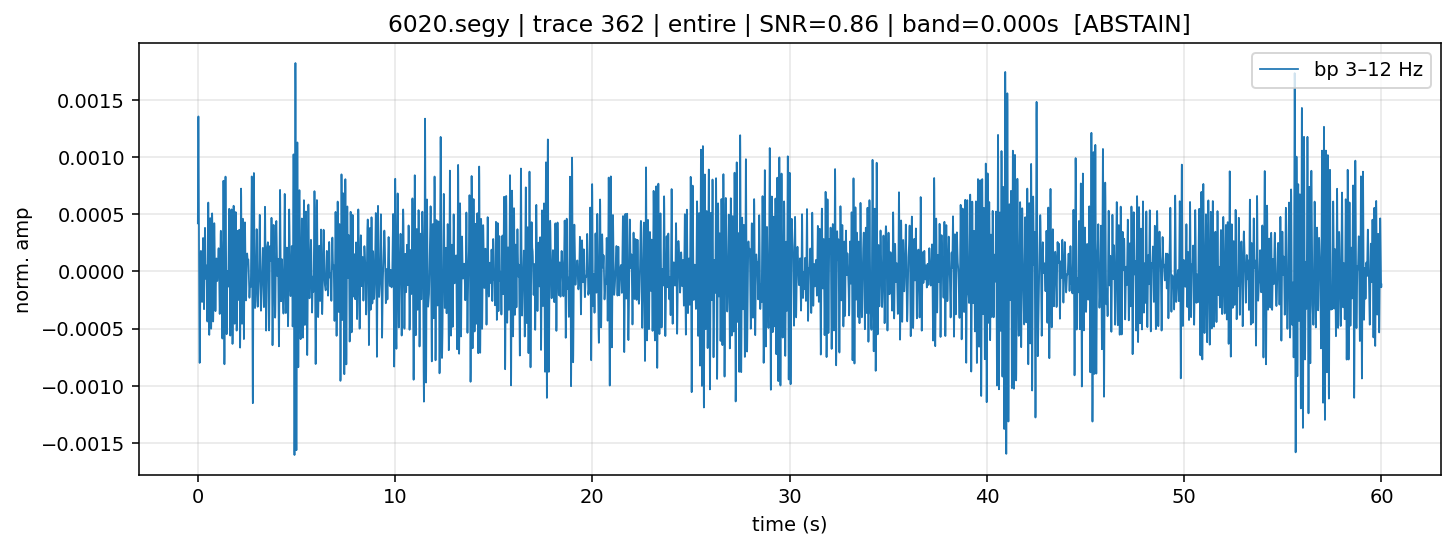 6020.segy | trace 362 | entire | SNR=0.86 | band=0.000s  [ABSTAIN]
bp 3–12 Hz
0.0015
0.0010
0.0005
0.0000
−0.0005
−0.0010
−0.0015
norm. amp
0 10 20 30 40 50 60
time (s)